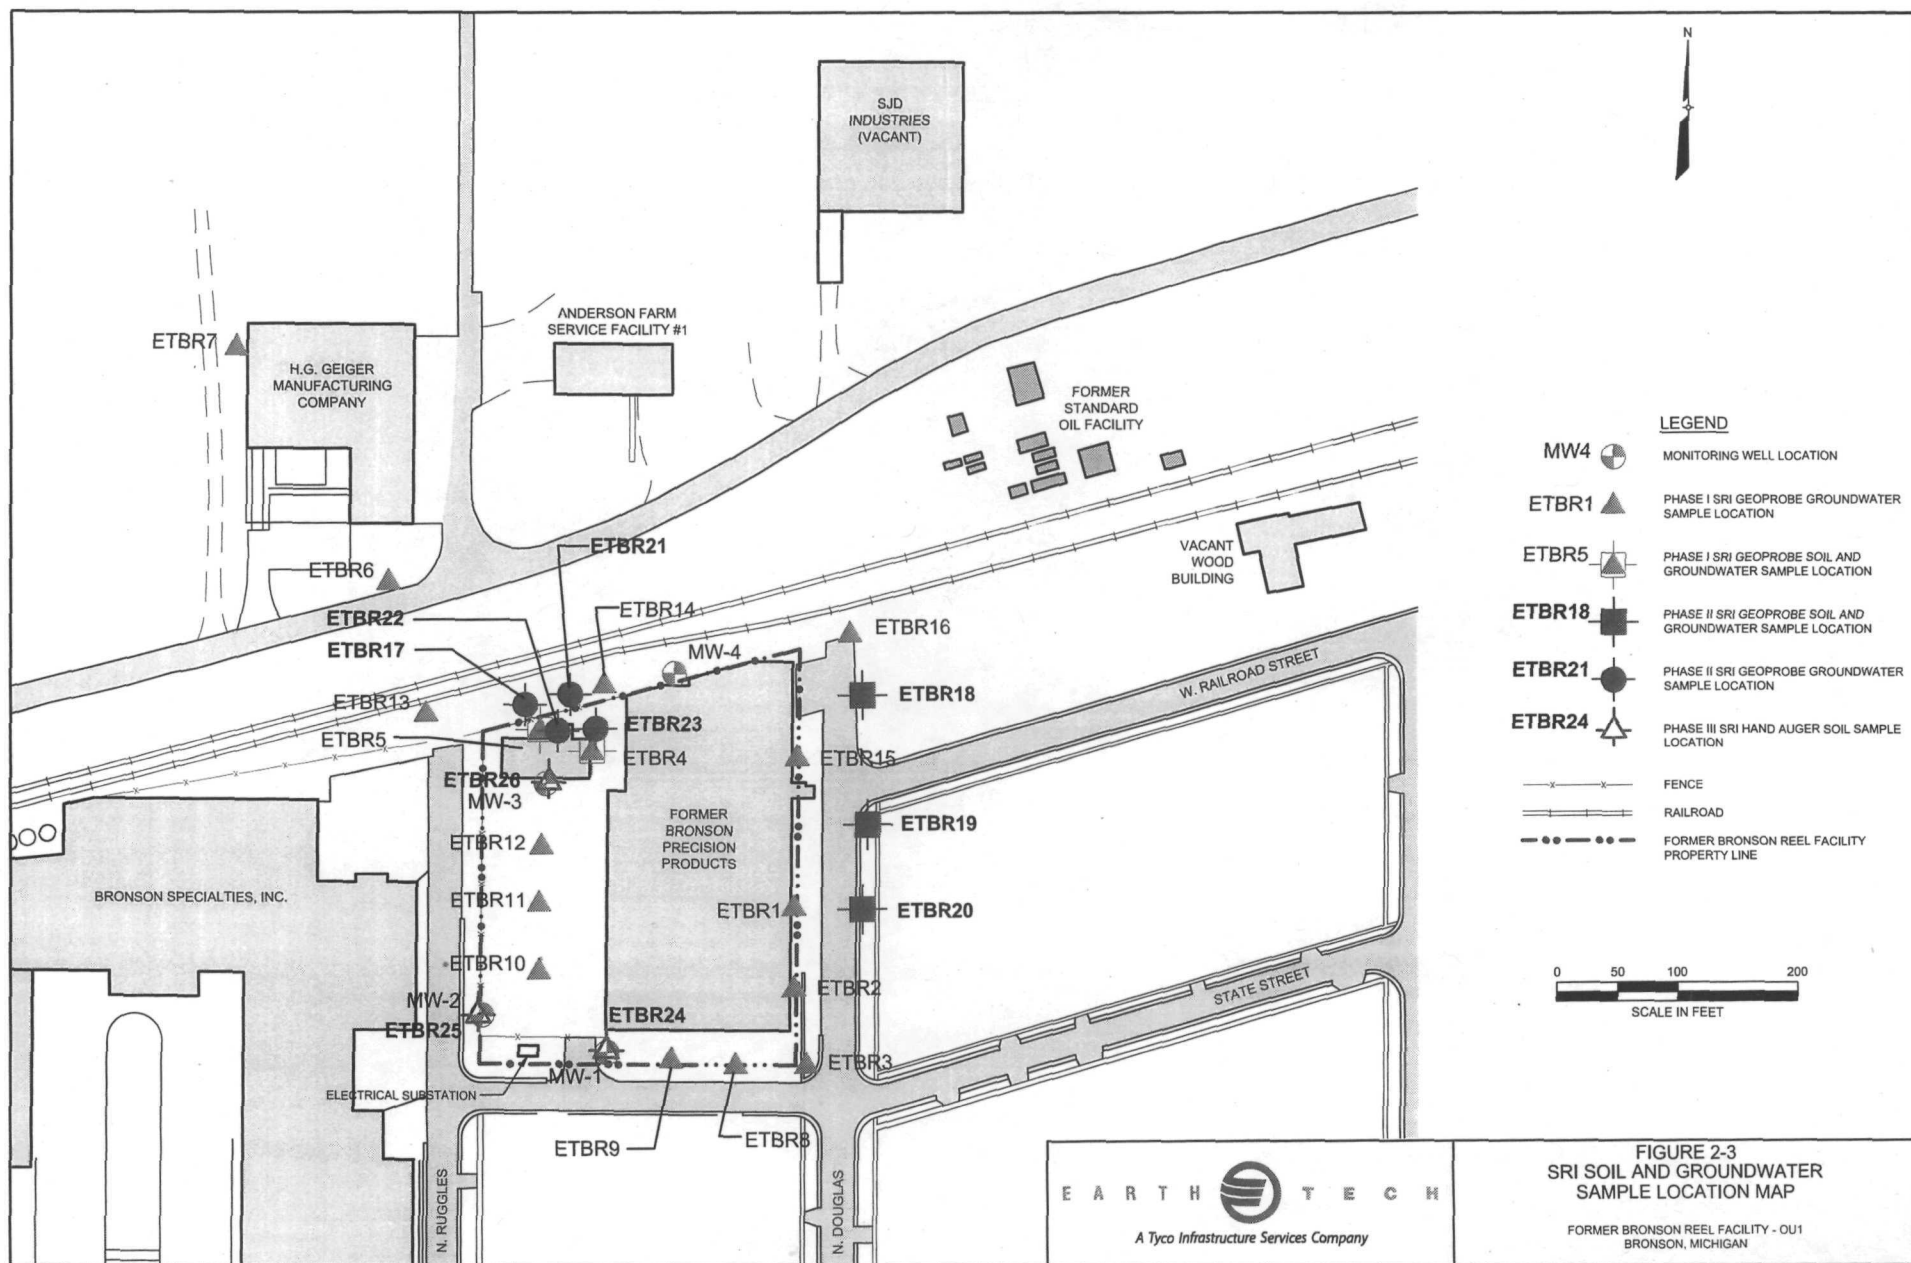 N
SJD
INDUSTRIES
(VACANT)
ANDERSON FARM
SERVICE FACILITY #1
ETBR7
H.G. GEIGER
MANUFACTURING
COMPANY
FORMER
STANDARD
OIL FACILITY
VACANT
WOOD
BUILDING
ETBR21
ETBR6
ETBR14
ETBR22
ETBR17
ETBR16
MW-4
W. RAILROAD STREET
ETBR18
ETBR13
ETBR23
ETBR5
ETBR4
ETBR15
ETBR26
MW-3
FORMER
BRONSON
PRECISION
PRODUCTS
ETBR19
ETBR12
BRONSON SPECIALTIES, INC.
ETBR11
ETBR1
ETBR20
ETBR10
ETBR2
STATE STREET
MW-2
ETBR25
ETBR24
MW-1
ETBR3
ELECTRICAL SUBSTATION
ETBR9
ETBR8
N. RUGGLES
N. DOUGLAS
LEGEND
MW4
MONITORING WELL LOCATION
ETBR1
PHASE I SRI GEOPROBE GROUNDWATER
SAMPLE LOCATION
ETBR5
PHASE I SRI GEOPROBE SOIL AND
GROUNDWATER SAMPLE LOCATION
ETBR18
PHASE II SRI GEOPROBE SOIL AND
GROUNDWATER SAMPLE LOCATION
ETBR21
PHASE II SRI GEOPROBE GROUNDWATER
SAMPLE LOCATION
ETBR24
PHASE III SRI HAND AUGER SOIL SAMPLE
LOCATION
FENCE
RAILROAD
FORMER BRONSON REEL FACILITY
PROPERTY LINE
0 50 100 200
SCALE IN FEET
EARTH TECH
A Tyco Infrastructure Services Company
FIGURE 2-3
SRI SOIL AND GROUNDWATER
SAMPLE LOCATION MAP
FORMER BRONSON REEL FACILITY - OU1
BRONSON, MICHIGAN